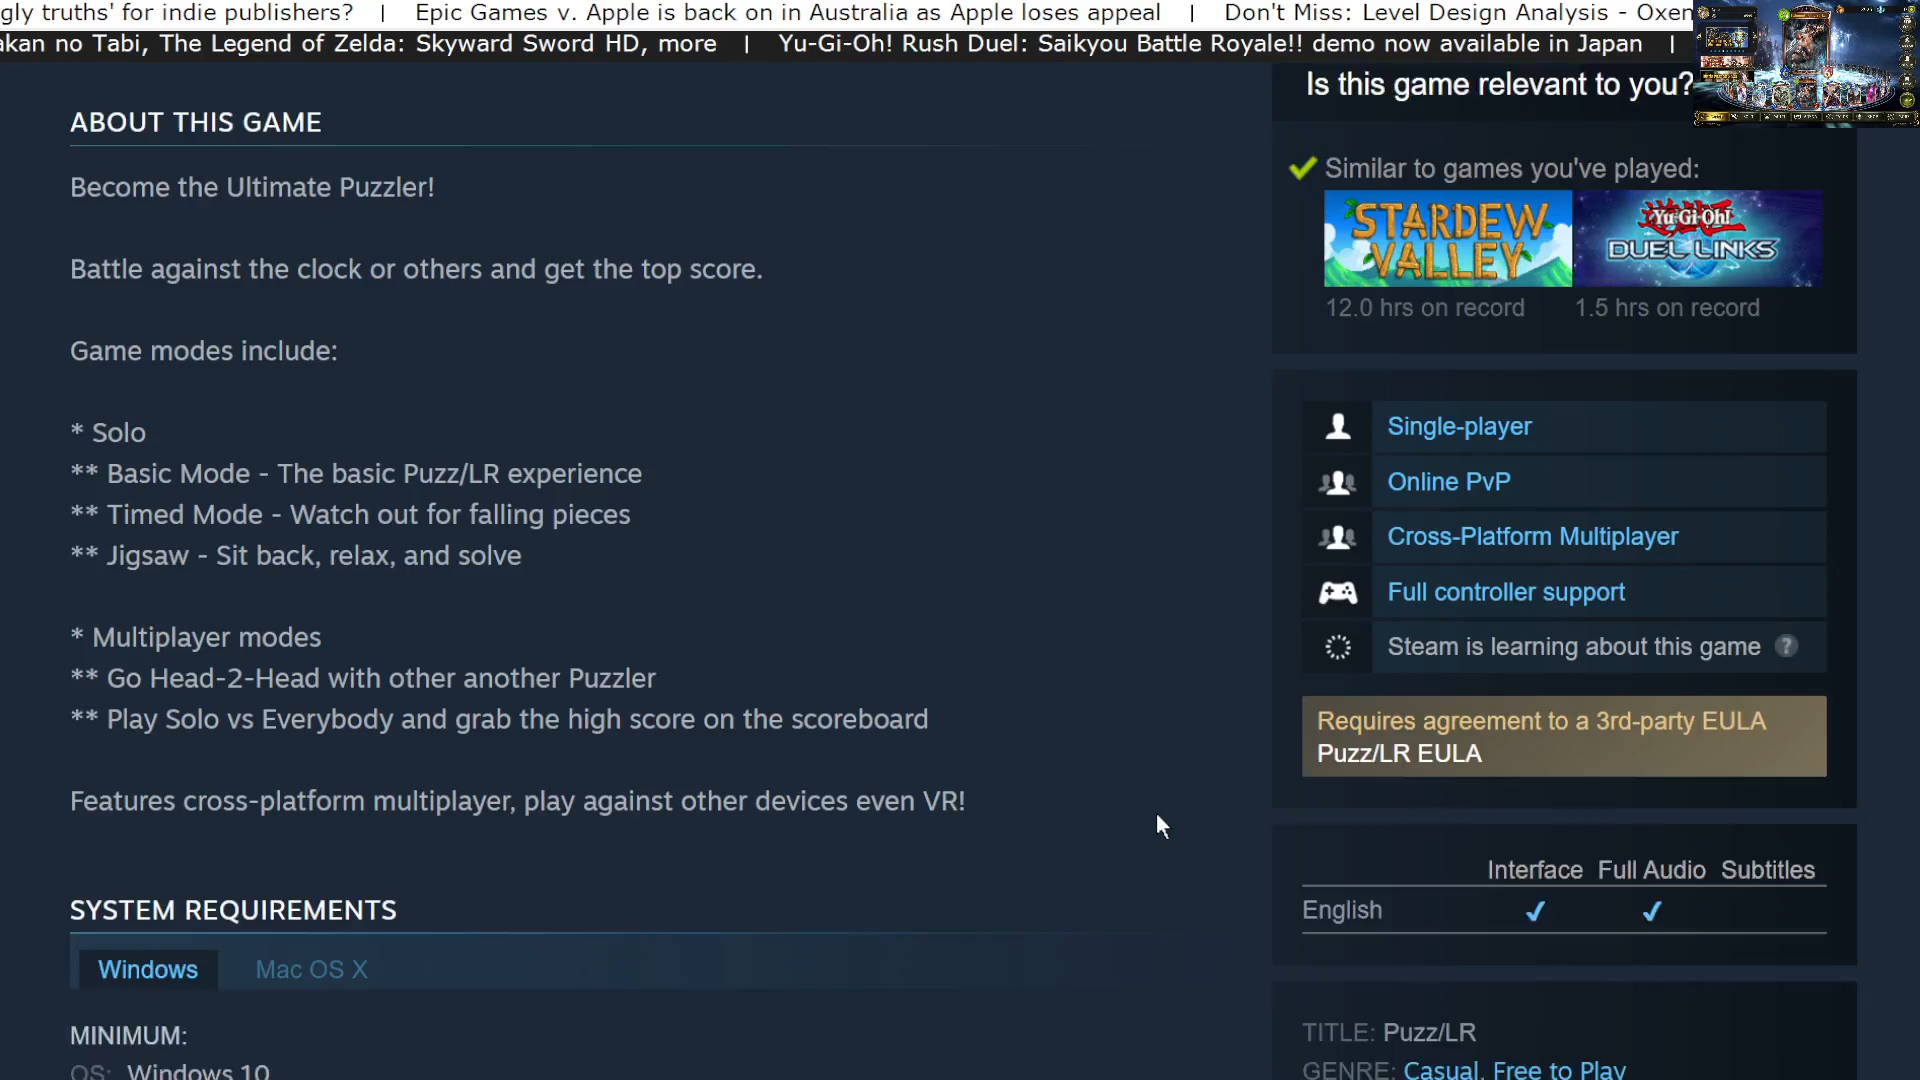 gly truths' for indie publishers? | Epic Games v. Apple is back on in Australia as Apple loses appeal | Don't Miss: Level Design Analysis - Oxen
akan no Tabi, The Legend of Zelda: Skyward Sword HD, more | Yu-Gi-Oh! Rush Duel: Saikyou Battle Royale!! demo now available in Japan |
ABOUT THIS GAME
Become the Ultimate Puzzler!
Battle against the clock or others and get the top score.
Game modes include:
* Solo
** Basic Mode - The basic Puzz/LR experience
** Timed Mode - Watch out for falling pieces
** Jigsaw - Sit back, relax, and solve
* Multiplayer modes
** Go Head-2-Head with other another Puzzler
** Play Solo vs Everybody and grab the high score on the scoreboard
Features cross-platform multiplayer, play against other devices even VR!
SYSTEM REQUIREMENTS
Windows Mac OS X
MINIMUM:
OS: Windows 10
Is this game relevant to you?
Similar to games you've played:
STARDEW VALLEY
Yu-Gi-Oh! DUEL LINKS
12.0 hrs on record 1.5 hrs on record
Single-player
Online PvP
Cross-Platform Multiplayer
Full controller support
Steam is learning about this game ?
Requires agreement to a 3rd-party EULA
Puzz/LR EULA
Interface Full Audio Subtitles
English
TITLE: Puzz/LR
GENRE: Casual, Free to Play